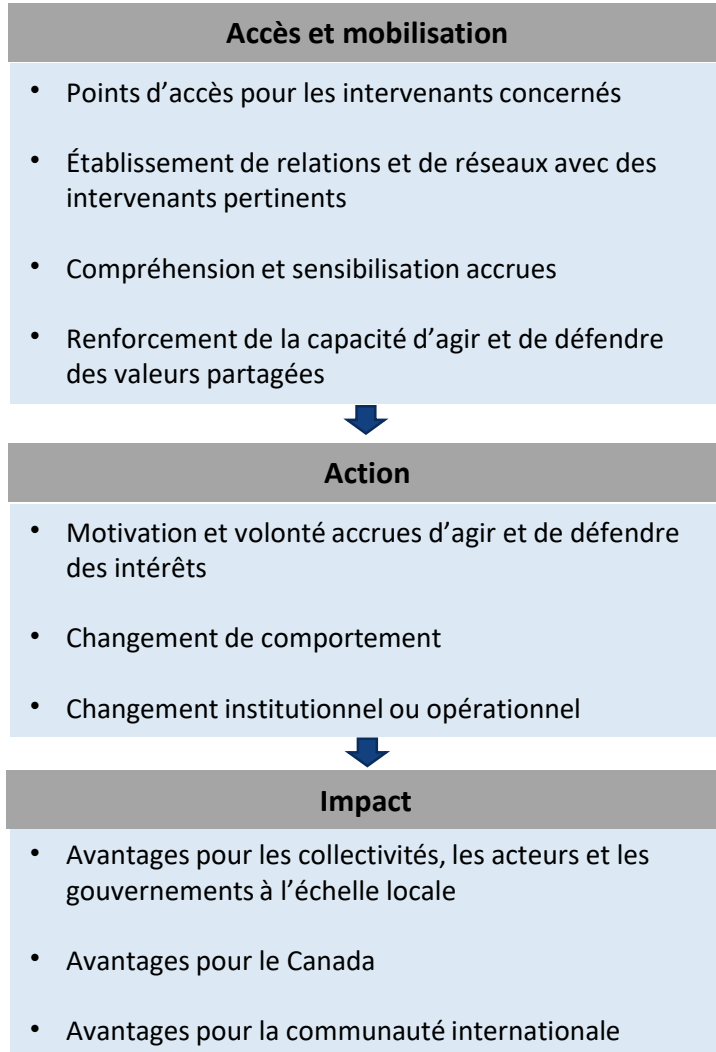 Accès et mobilisation
• Points d’accès pour les intervenants concernés
• Établissement de relations et de réseaux avec des
intervenants pertinents
• Compréhension et sensibilisation accrues
• Renforcement de la capacité d’agir et de défendre
des valeurs partagées
Action
• Motivation et volonté accrues d’agir et de défendre
des intérêts
• Changement de comportement
• Changement institutionnel ou opérationnel
Impact
• Avantages pour les collectivités, les acteurs et les
gouvernements à l’échelle locale
• Avantages pour le Canada
• Avantages pour la communauté internationale